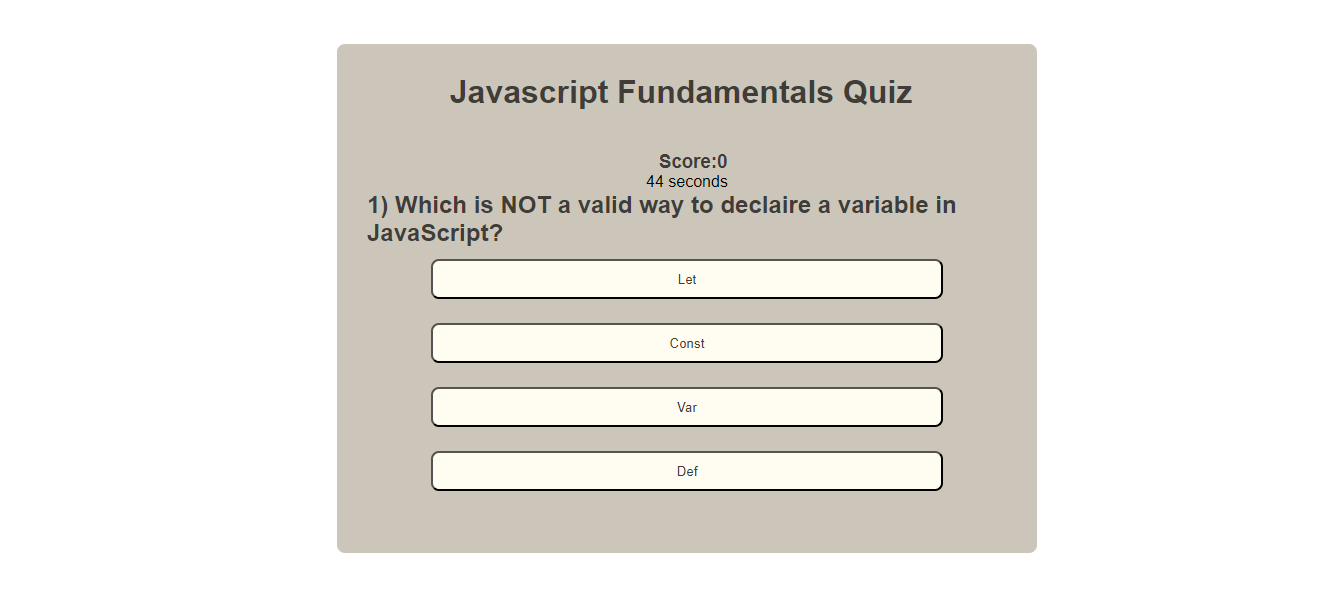 Javascript Fundamentals Quiz
Score:0
44 seconds
1) Which is NOT a valid way to declaire a variable in
JavaScript?
Let
Const
Var
Def